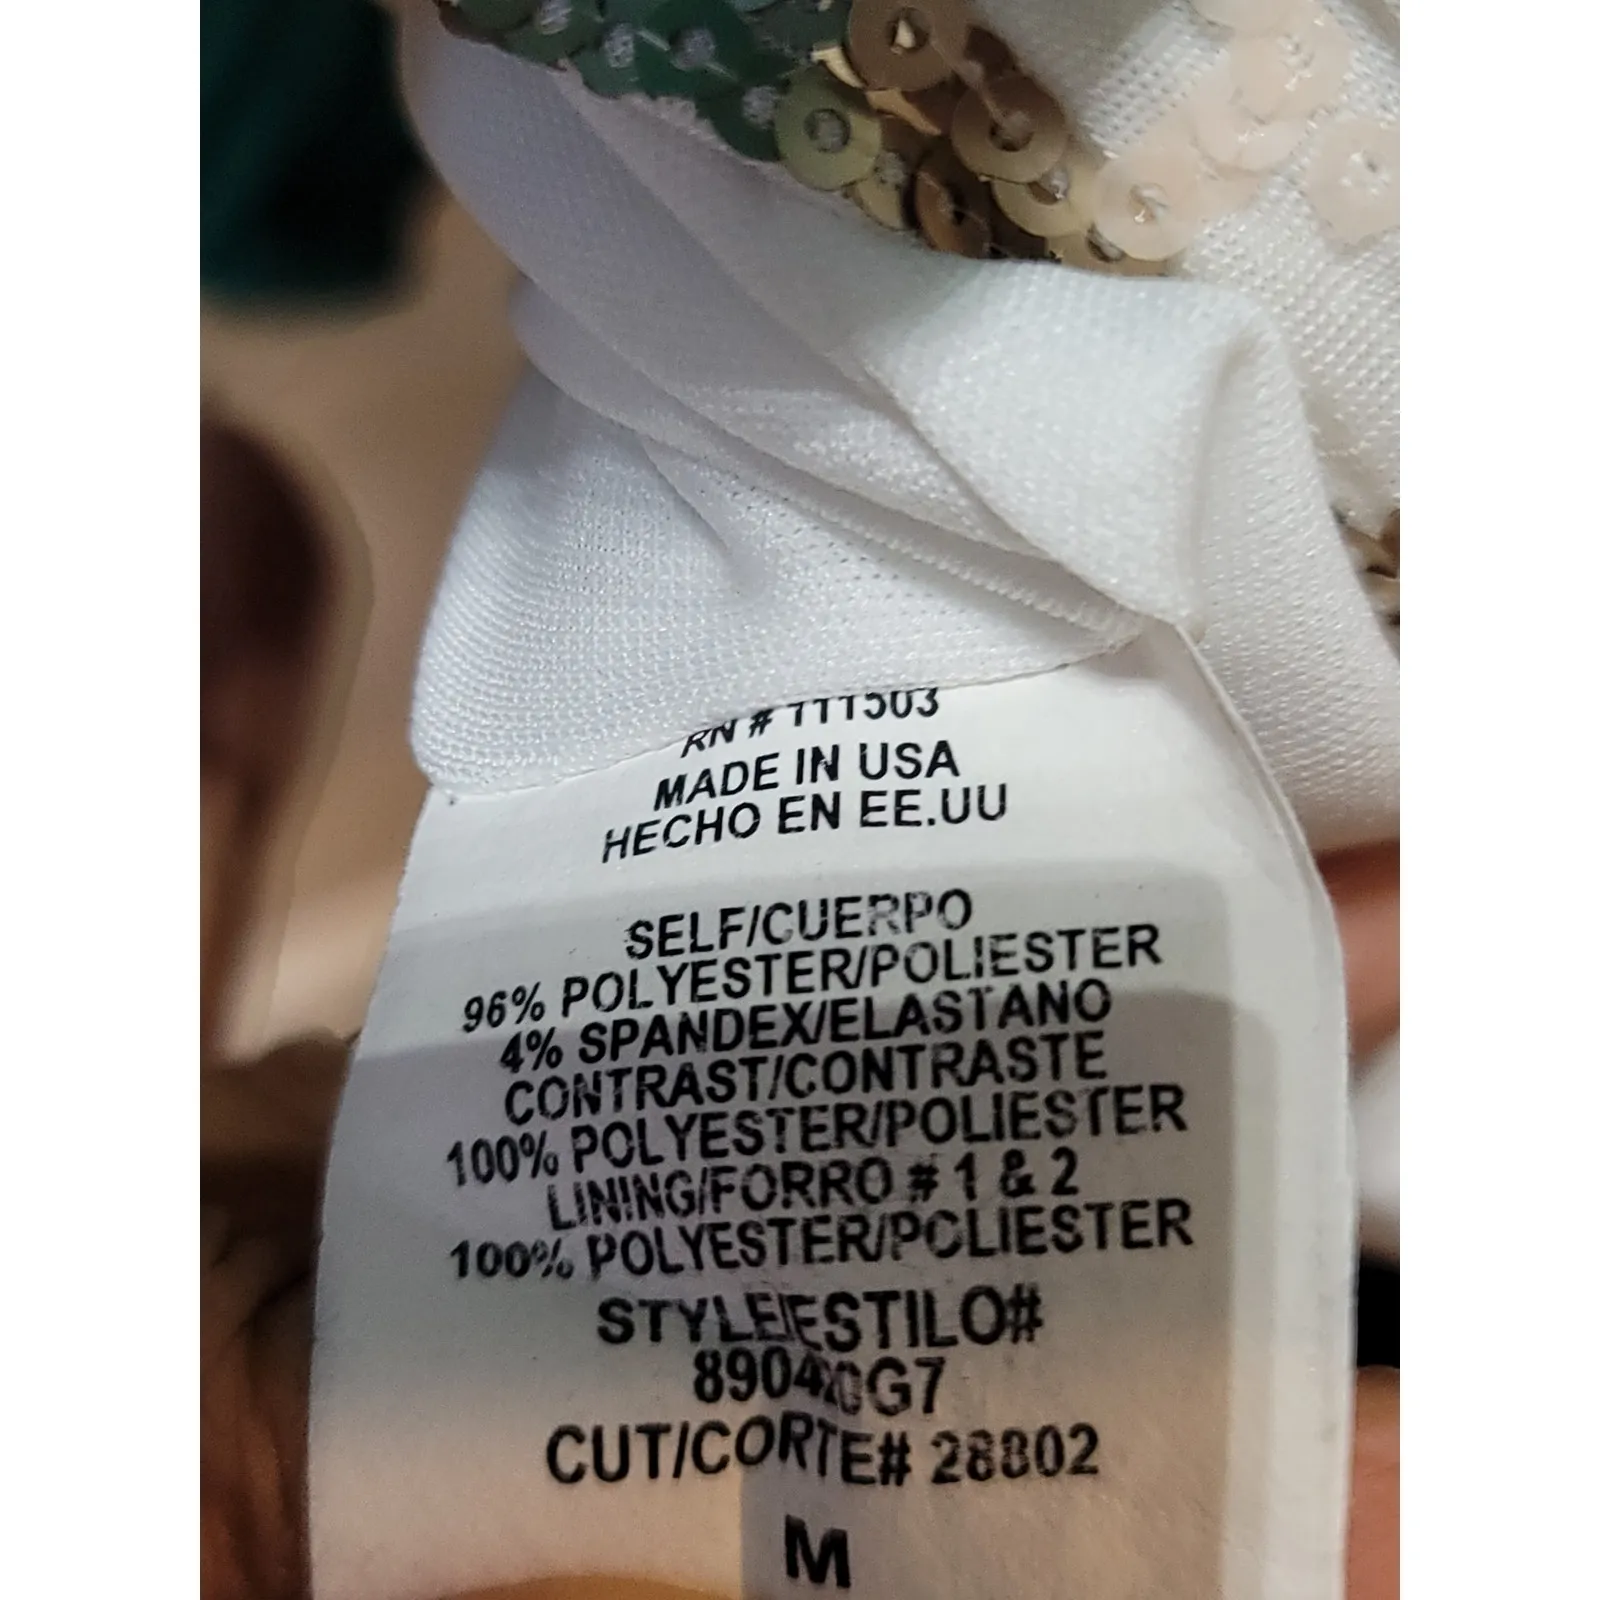 RN # 111503
MADE IN USA
HECHO EN EE.UU
SELF/CUERPO
96% POLYESTER/POLIESTER
4% SPANDEX/ELASTANO
CONTRAST/CONTRASTE
100% POLYESTER/POLIESTER
LINING/FORRO # 1 & 2
100% POLYESTER/POLIESTER
STYLE/ESTILO#
CUT/CORTE# 28802
M